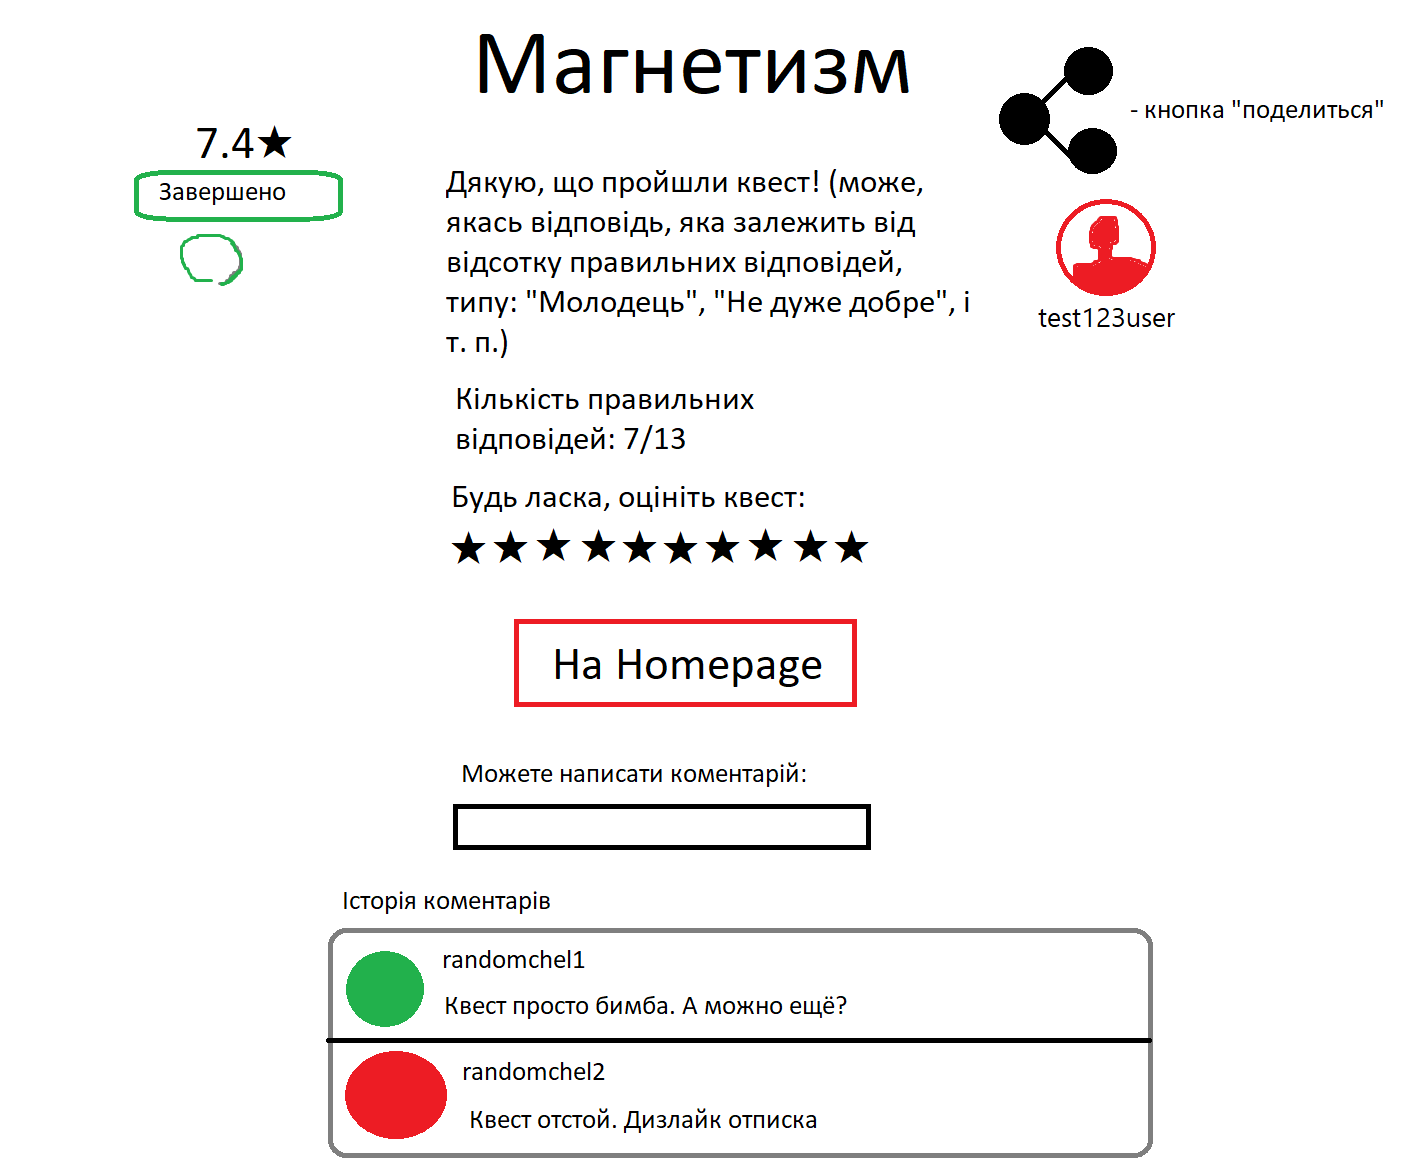 Магнетизм
- кнопка "поделиться"
7.4★
Завершено
Дякую, що пройшли квест! (може,
якась відповідь, яка залежить від
відсотку правильних відповідей,
типу: "Молодець", "Не дуже добре", і
т. п.)
test123user
Кількість правильних
відповідей: 7/13
Будь ласка, оцініть квест:
★★★★★★★★★★
На Homepage
Можете написати коментарій:
Історія коментарів
randomchel1
Квест просто бимба. А можно ещё?
randomchel2
Квест отстой. Дизлайк отписка